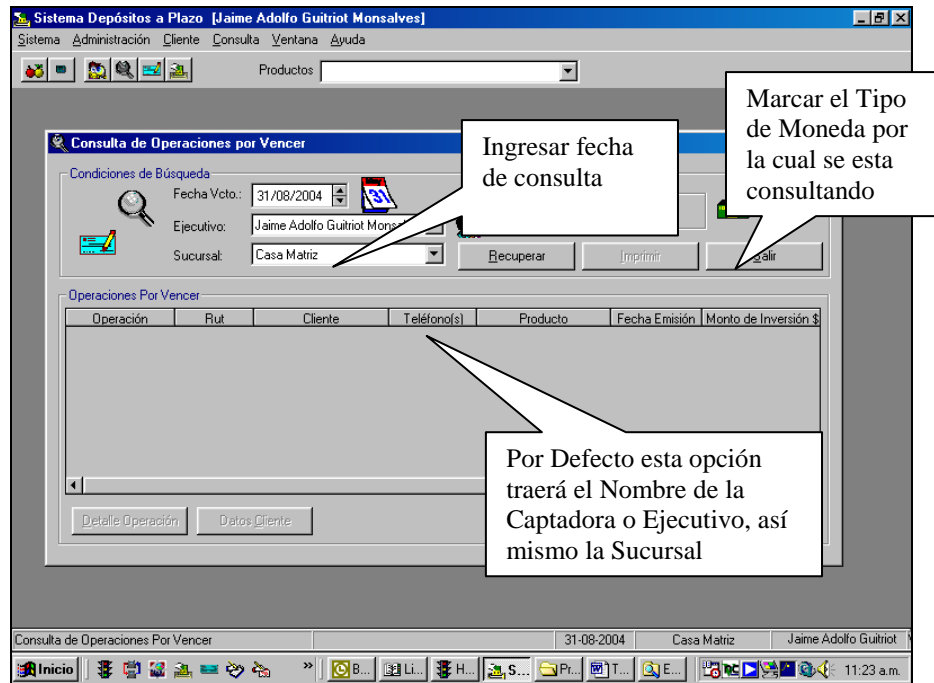 Sistema Depósitos a Plazo [Jaime Adolfo Guitriot Monsalves]
Sistema Administración Cliente Consulta Ventana Ayuda
Productos
Marcar el Tipo
de Moneda por
la cual se esta
consultando
Consulta de Operaciones por Vencer
Ingresar fecha
de consulta
Condiciones de Búsqueda
Fecha Vcto.: 31/08/2004
31
Ejecutivo: Jaime Adolfo Guitriot
Sucursal: Casa Matriz
Recuperar Imprimir Salir
Operaciones Por Vencer
Operación Rut Cliente Teléfono(s) Producto Fecha Emisión Monto de Inversión $
Por Defecto esta opción
traerá el Nombre de la
Captadora o Ejecutivo, así
mismo la Sucursal
Detalle Operación Datos Cliente
Consulta de Operaciones Por Vencer 31-08-2004 Casa Matriz Jaime Adolfo Guitriot
Inicio » B... Li... H... S... Pr... T... E... 11:23 a.m.